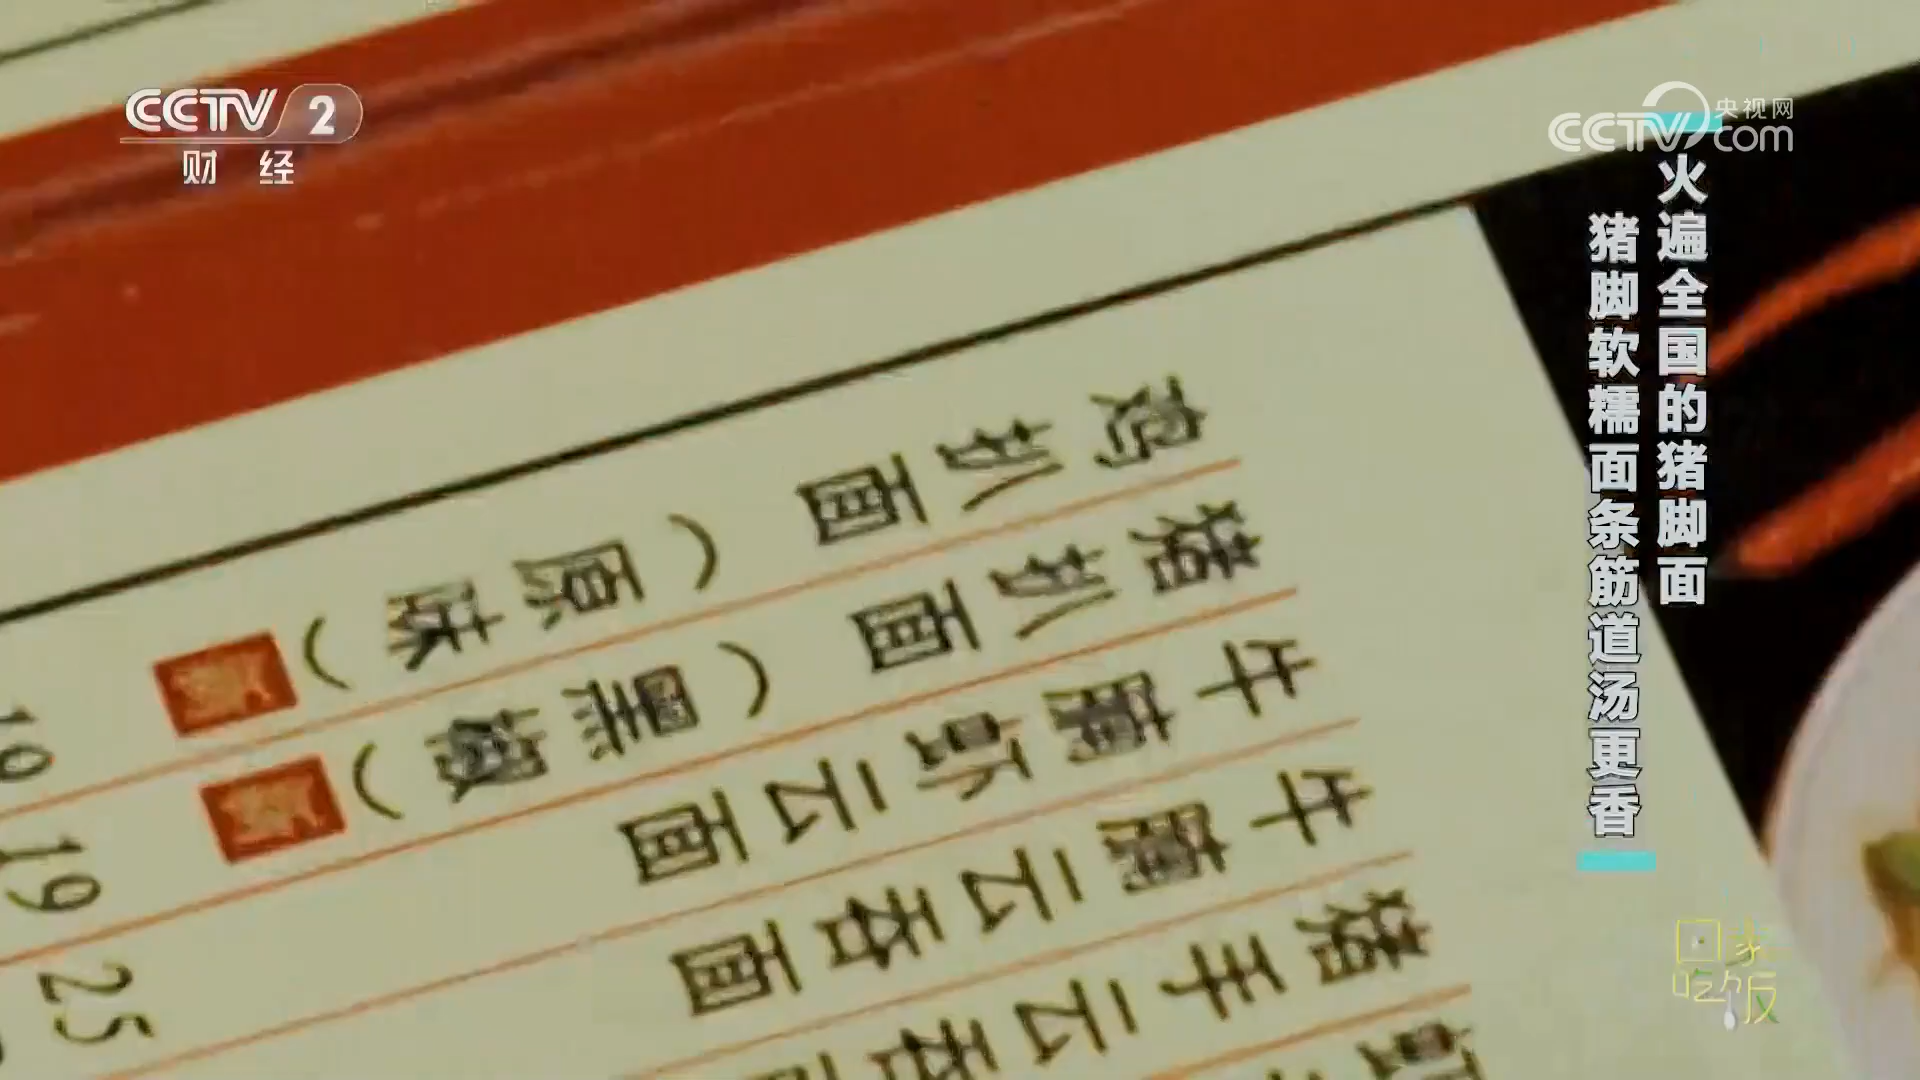 CCTV 2
财经
央视网
CCTV.com
火遍全国的猪脚面
猪脚软糯面条筋道汤更香
鸡扒面（原味）
猪扒面（黑椒） 19
牛腩虾云面 25
牛腩云吞面
猪手云吞面
虾
回家吃饭